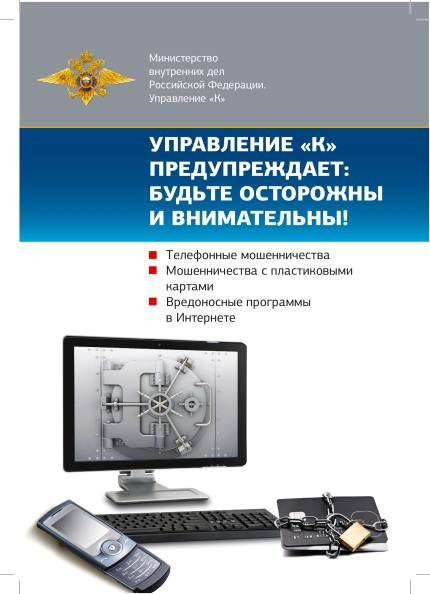 Министерство
внутренних дел
Российской Федерации.
Управление «К»
УПРАВЛЕНИЕ «К»
ПРЕДУПРЕЖДАЕТ:
БУДЬТЕ ОСТОРОЖНЫ
И ВНИМАТЕЛЬНЫ!
Телефонные мошенничества
Мошенничества с пластиковыми
картами
Вредоносные программы
в Интернете